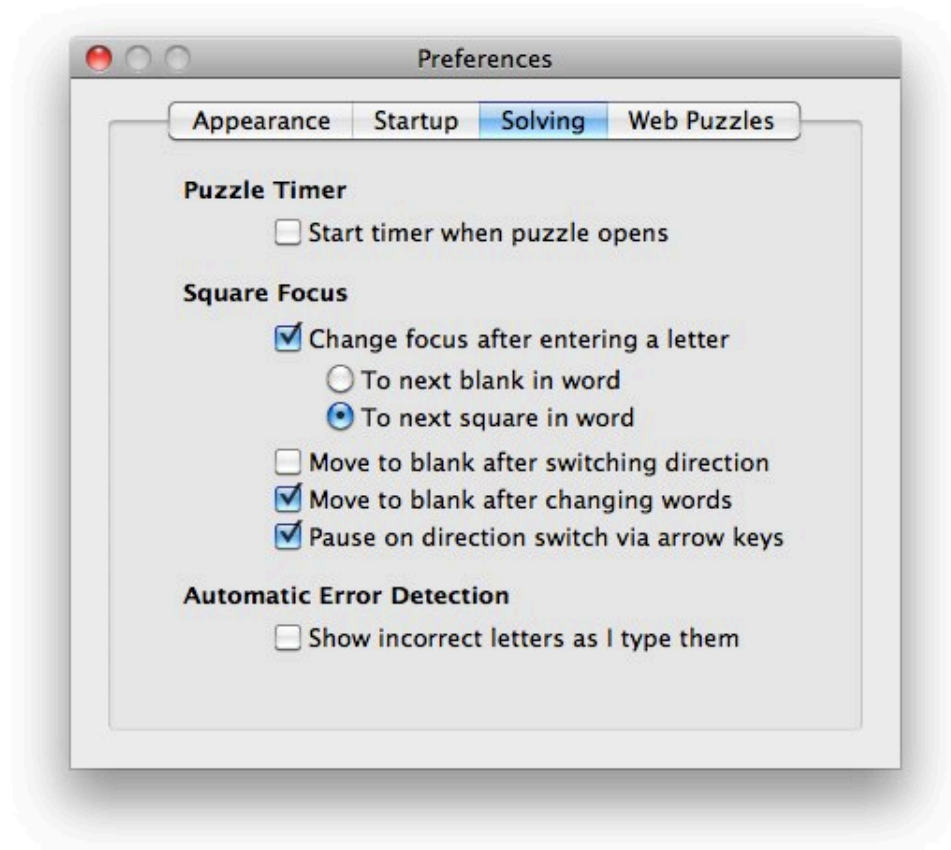 Preferences
Appearance Startup Solving Web Puzzles
Puzzle Timer
Start timer when puzzle opens
Square Focus
Change focus after entering a letter
To next blank in word
To next square in word
Move to blank after switching direction
Move to blank after changing words
Pause on direction switch via arrow keys
Automatic Error Detection
Show incorrect letters as I type them